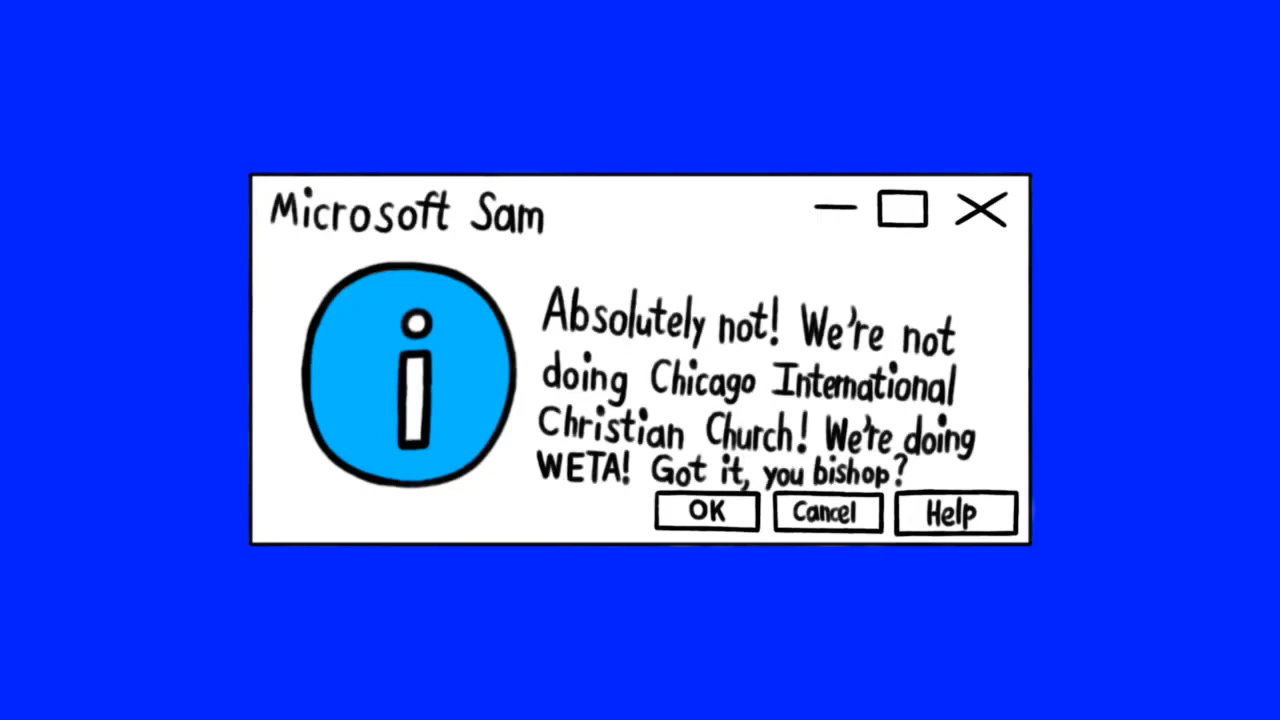 Microsoft Sam
Absolutely not! We're not
doing Chicago International
Christian Church! We're doing
WETA! Got it, you bishop?
OK Cancel Help